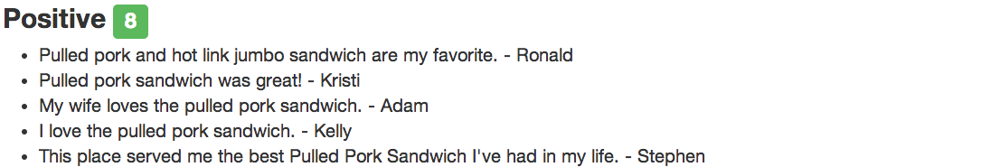 Positive 8
• Pulled pork and hot link jumbo sandwich are my favorite. - Ronald
• Pulled pork sandwich was great! - Kristi
• My wife loves the pulled pork sandwich. - Adam
• I love the pulled pork sandwich. - Kelly
• This place served me the best Pulled Pork Sandwich I've had in my life. - Stephen